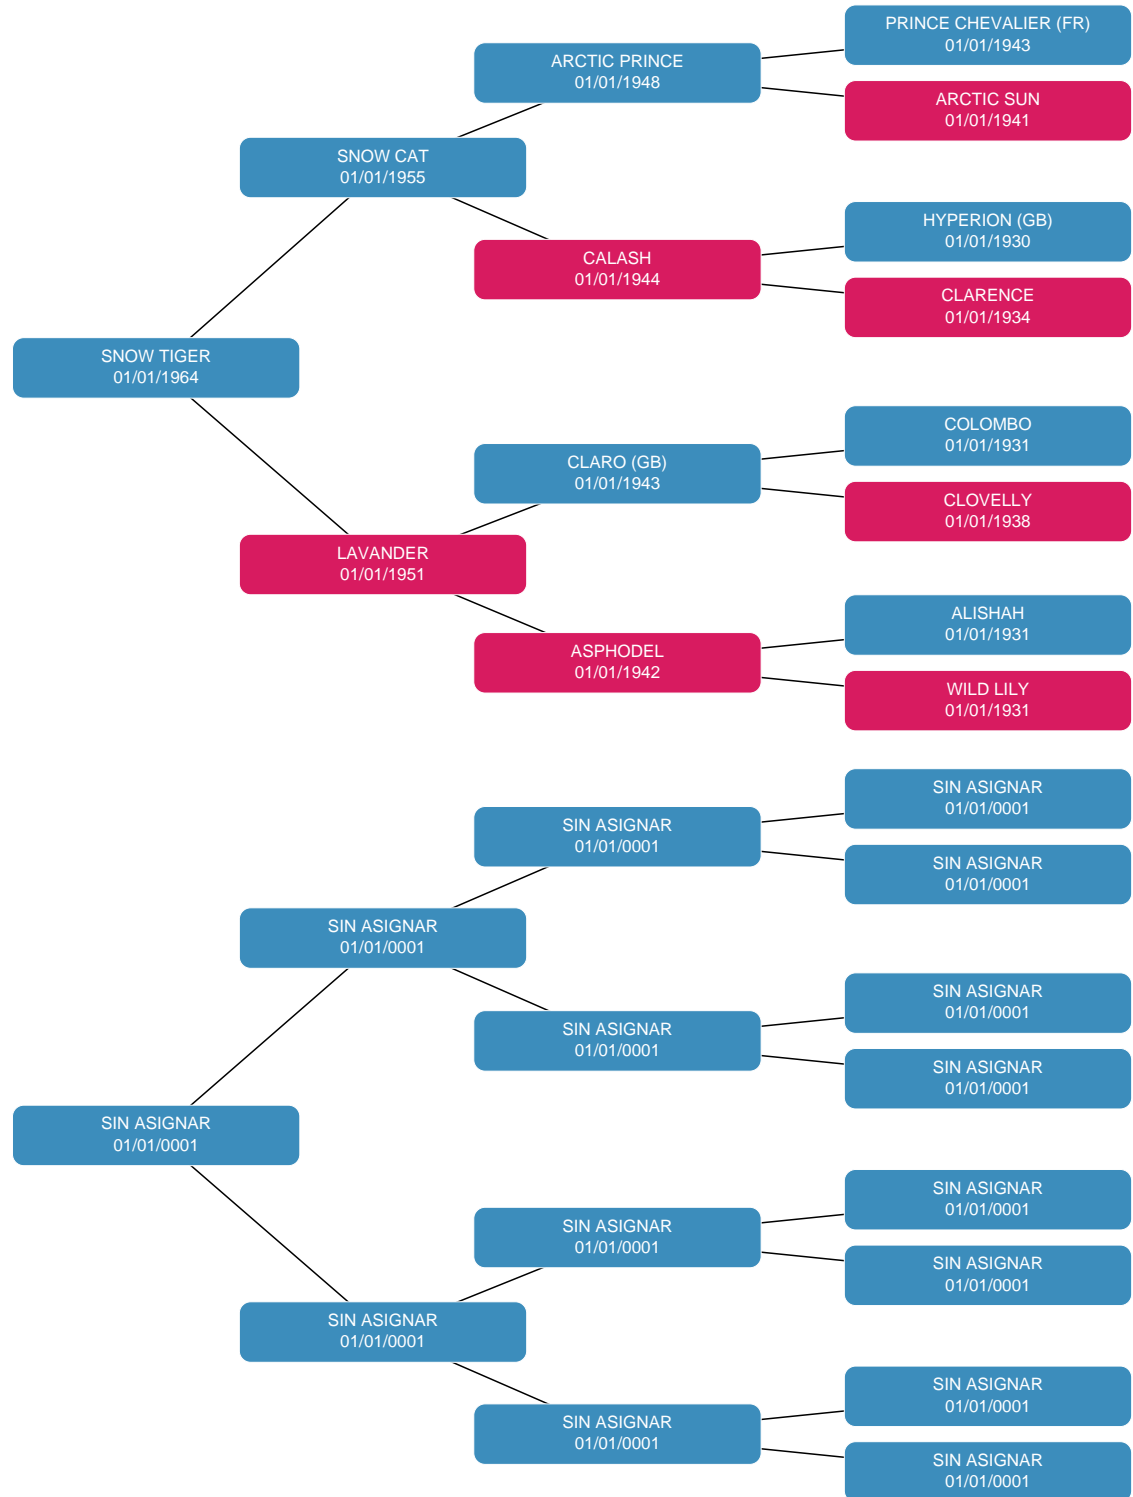 PRINCE CHEVALIER (FR)
01/01/1943
ARCTIC PRINCE
01/01/1948
ARCTIC SUN
01/01/1941
SNOW CAT
01/01/1955
HYPERION (GB)
01/01/1930
CALASH
01/01/1944
CLARENCE
01/01/1934
SNOW TIGER
01/01/1964
COLOMBO
01/01/1931
CLARO (GB)
01/01/1943
CLOVELLY
01/01/1938
LAVANDER
01/01/1951
ALISHAH
01/01/1931
ASPHODEL
01/01/1942
WILD LILY
01/01/1931
SIN ASIGNAR
01/01/0001
SIN ASIGNAR
01/01/0001
SIN ASIGNAR
01/01/0001
SIN ASIGNAR
01/01/0001
SIN ASIGNAR
01/01/0001
SIN ASIGNAR
01/01/0001
SIN ASIGNAR
01/01/0001
SIN ASIGNAR
01/01/0001
SIN ASIGNAR
01/01/0001
SIN ASIGNAR
01/01/0001
SIN ASIGNAR
01/01/0001
SIN ASIGNAR
01/01/0001
SIN ASIGNAR
01/01/0001
SIN ASIGNAR
01/01/0001
SIN ASIGNAR
01/01/0001